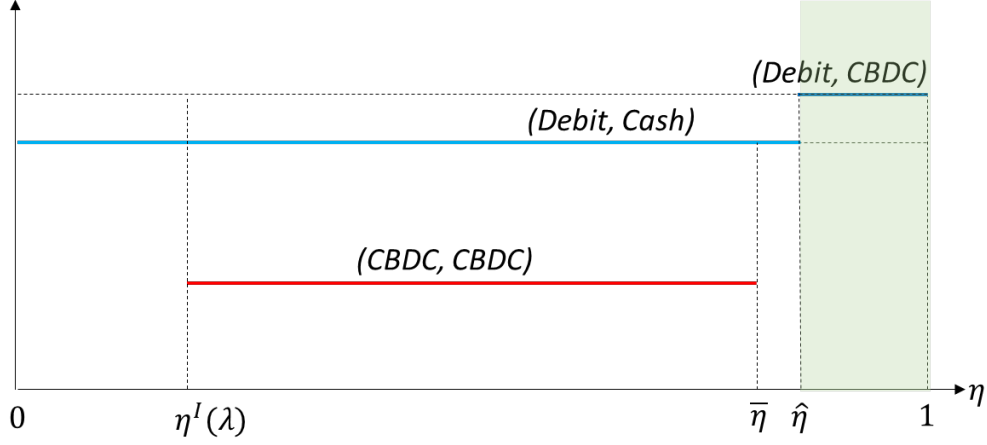 (Debit, CBDC)
(Debit, Cash)
(CBDC, CBDC)
η
0
η^I(λ)
η̅
η̂
1